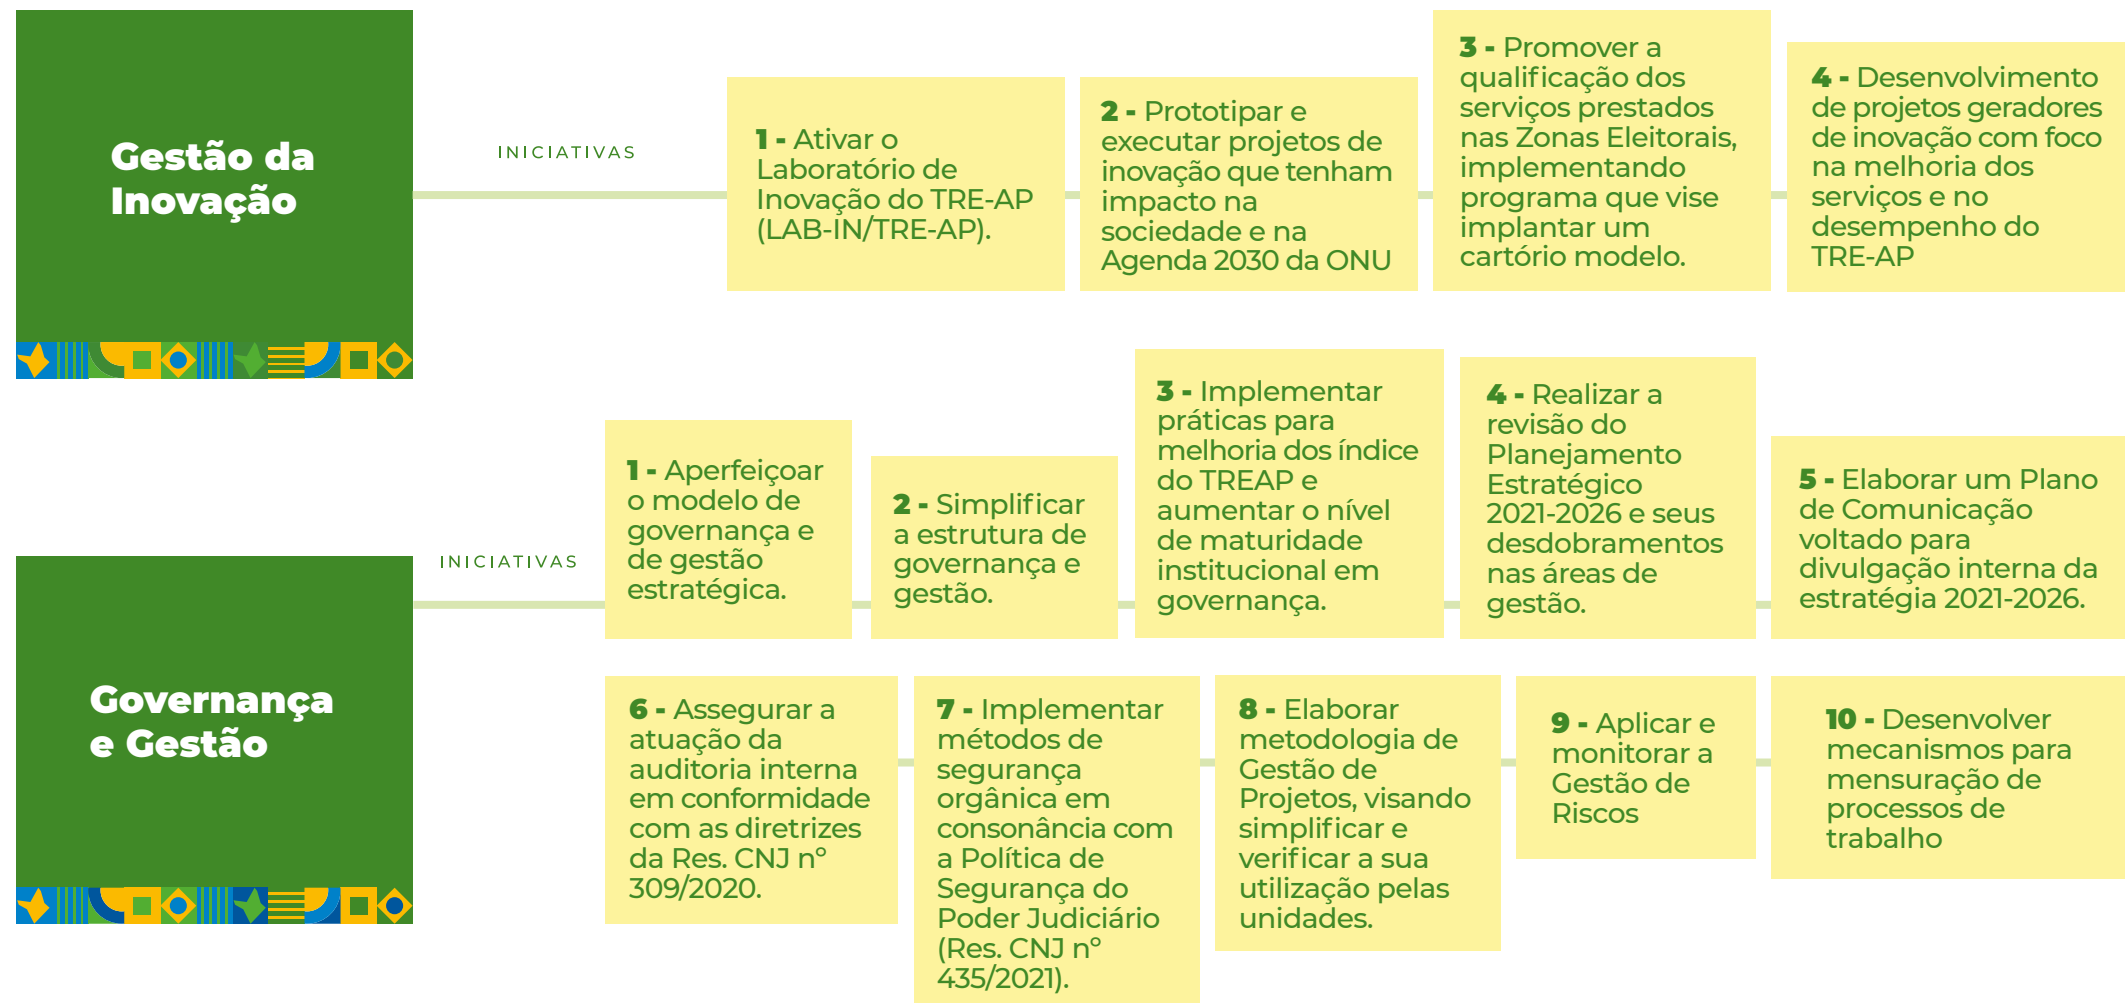 Gestão da
Inovação
INICIATIVAS
1 - Ativar o
Laboratório de
Inovação do TRE-AP
(LAB-IN/TRE-AP).
2 - Prototipar e
executar projetos de
inovação que tenham
impacto na
sociedade e na
Agenda 2030 da ONU
3 - Promover a
qualificação dos
serviços prestados
nas Zonas Eleitorais,
implementando
programa que vise
implantar um
cartório modelo.
4 - Desenvolvimento
de projetos geradores
de inovação com foco
na melhoria dos
serviços e no
desempenho do
TRE-AP
Governança
e Gestão
INICIATIVAS
1 - Aperfeiçoar
o modelo de
governança e
de gestão
estratégica.
2 - Simplificar
a estrutura de
governança e
gestão.
3 - Implementar
práticas para
melhoria dos índice
do TREAP e
aumentar o nível
de maturidade
institucional em
governança.
4 - Realizar a
revisão do
Planejamento
Estratégico
2021-2026 e seus
desdobramentos
nas áreas de
gestão.
5 - Elaborar um Plano
de Comunicação
voltado para
divulgação interna da
estratégia 2021-2026.
6 - Assegurar a
atuação da
auditoria interna
em conformidade
com as diretrizes
da Res. CNJ nº
309/2020.
7 - Implementar
métodos de
segurança
orgânica em
consonância com
a Política de
Segurança do
Poder Judiciário
(Res. CNJ nº
435/2021).
8 - Elaborar
metodologia de
Gestão de
Projetos, visando
simplificar e
verificar a sua
utilização pelas
unidades.
9 - Aplicar e
monitorar a
Gestão de
Riscos
10 - Desenvolver
mecanismos para
mensuração de
processos de
trabalho